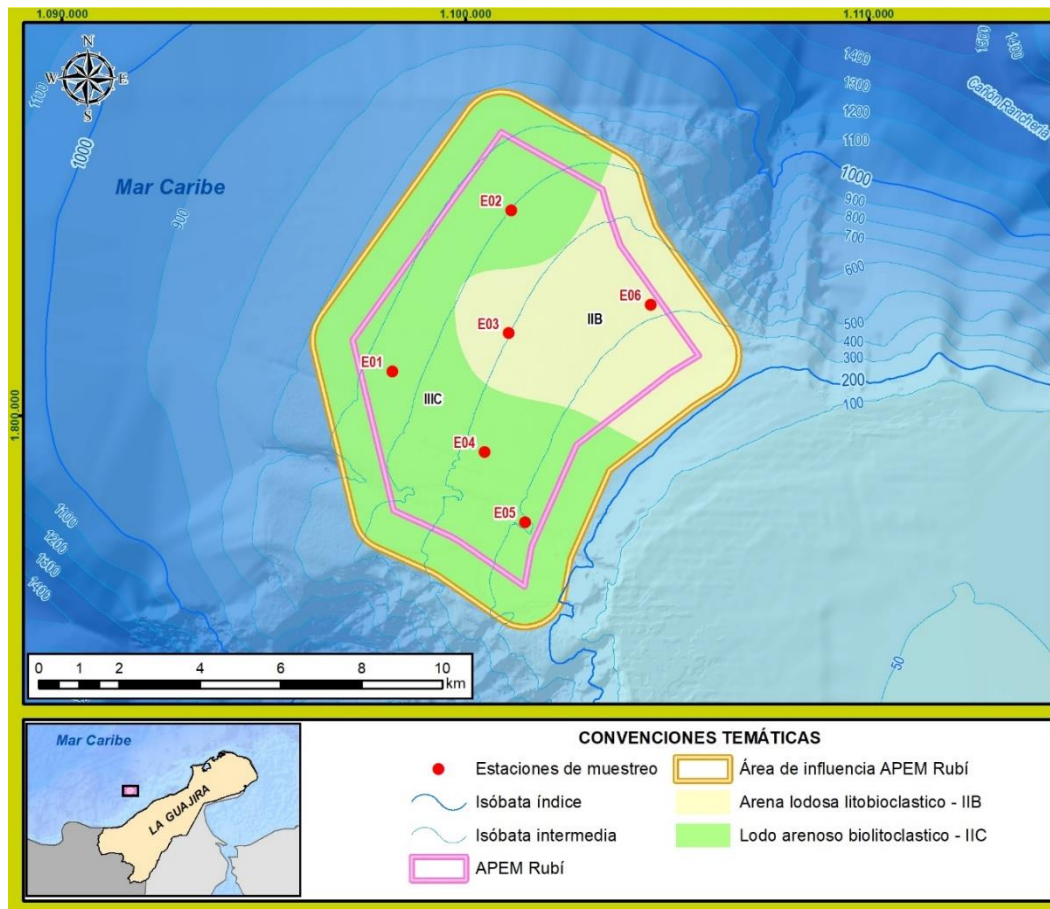 1.090.000
1.100.000
1.110.000
1.800.000
N
W E
S
Mar Caribe
Cañón Ranchería
1100
1000
900
1500
1400
1400
1300
1200
1100
1000
900
800
700
600
500
400
300
200
100
50
1100
1200
1300
1400
E02
E03
E06
IIB
E01
IIIC
E04
E05
0 1 2 4 6 8 10
km
Mar Caribe
LA GUAJIRA
CONVENCIONES TEMÁTICAS
Estaciones de muestreo
Isóbata índice
Isóbata intermedia
APEM Rubí
Área de influencia APEM Rubí
Arena lodosa litobioclastico - IIB
Lodo arenoso biolitoclastico - IIC